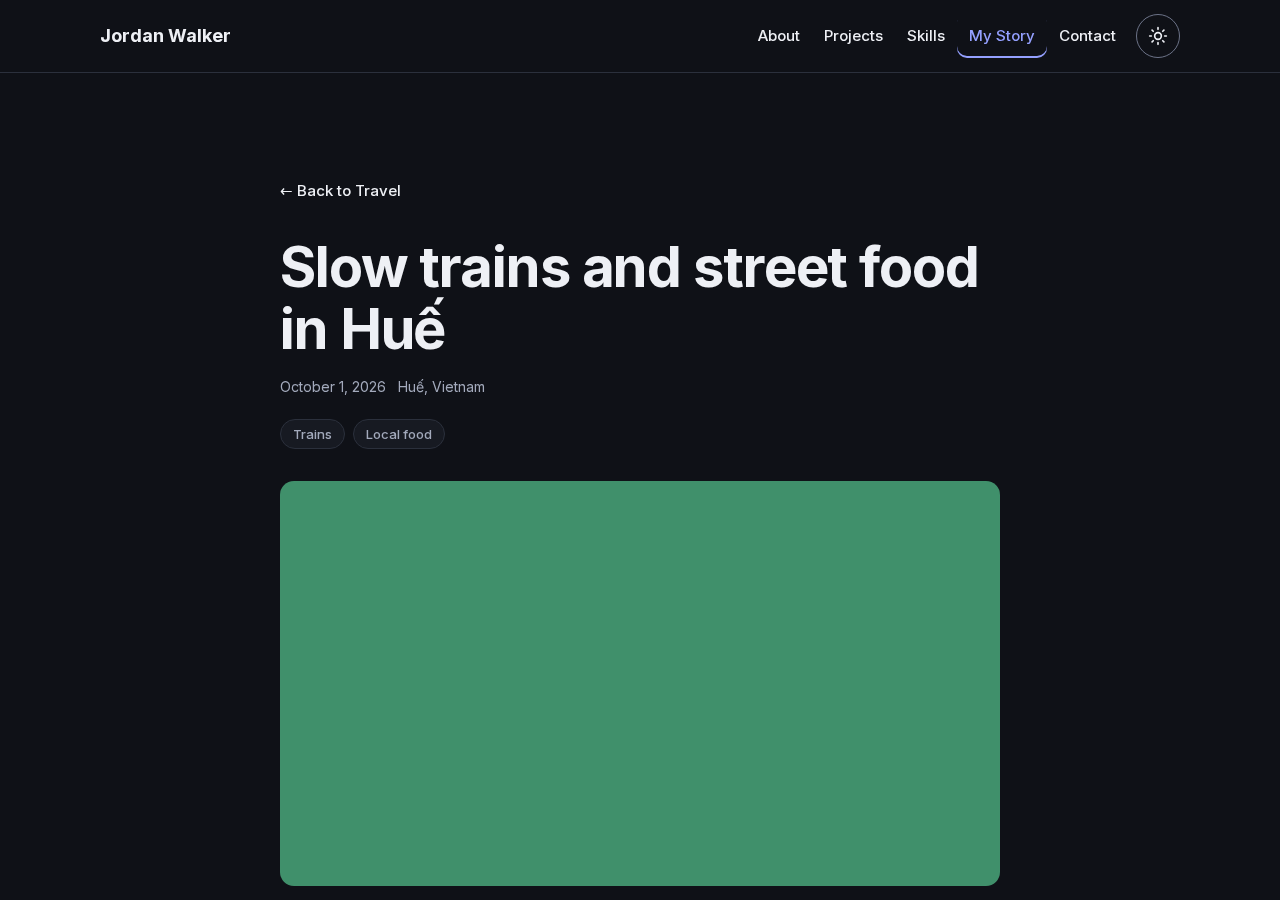 Jordan Walker
About Projects Skills My Story Contact
← Back to Travel
Slow trains and street food
in Huế
October 1, 2026 Huế, Vietnam
Trains Local food